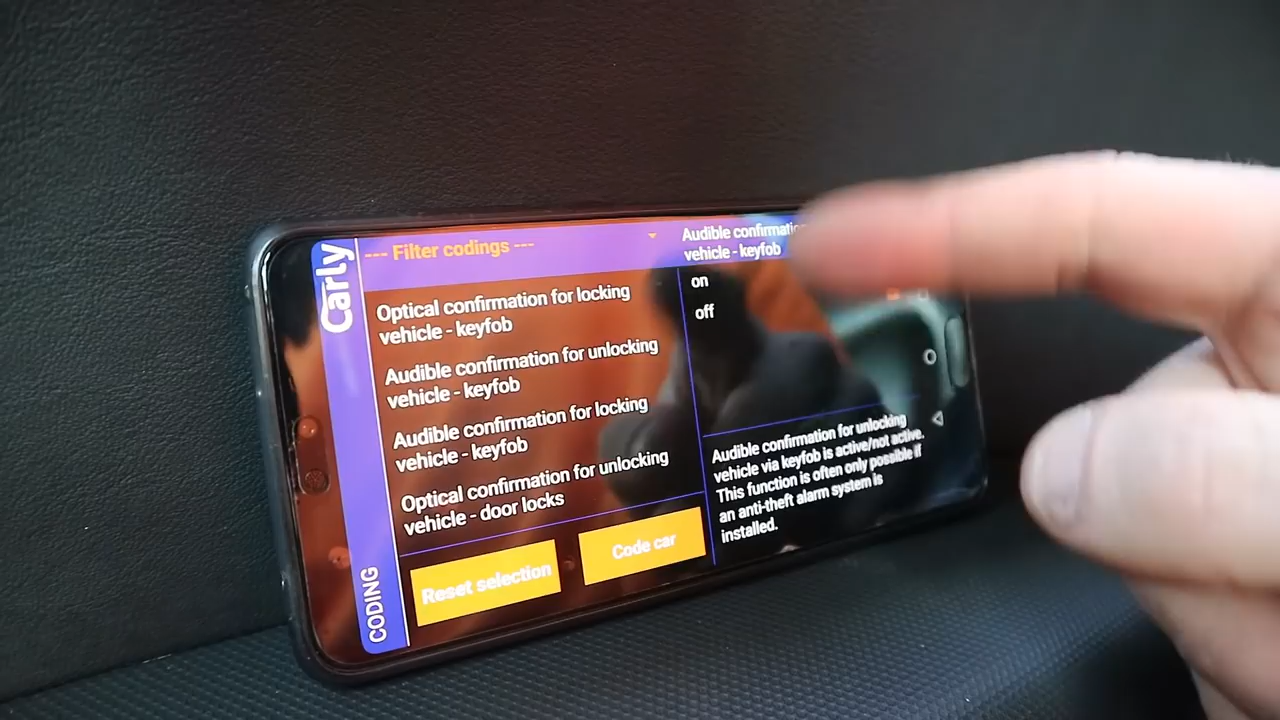 Carly
CODING
--- Filter codings ---
Optical confirmation for locking
vehicle - keyfob
Audible confirmation for unlocking
vehicle - keyfob
Audible confirmation for locking
vehicle - keyfob
Optical confirmation for unlocking
vehicle - door locks
Reset selection
Code car
Audible confirmatio
vehicle - keyfob
on
off
Audible confirmation for unlocking
vehicle via keyfob is active/not active.
This function is often only possible if
an anti-theft alarm system is
installed.